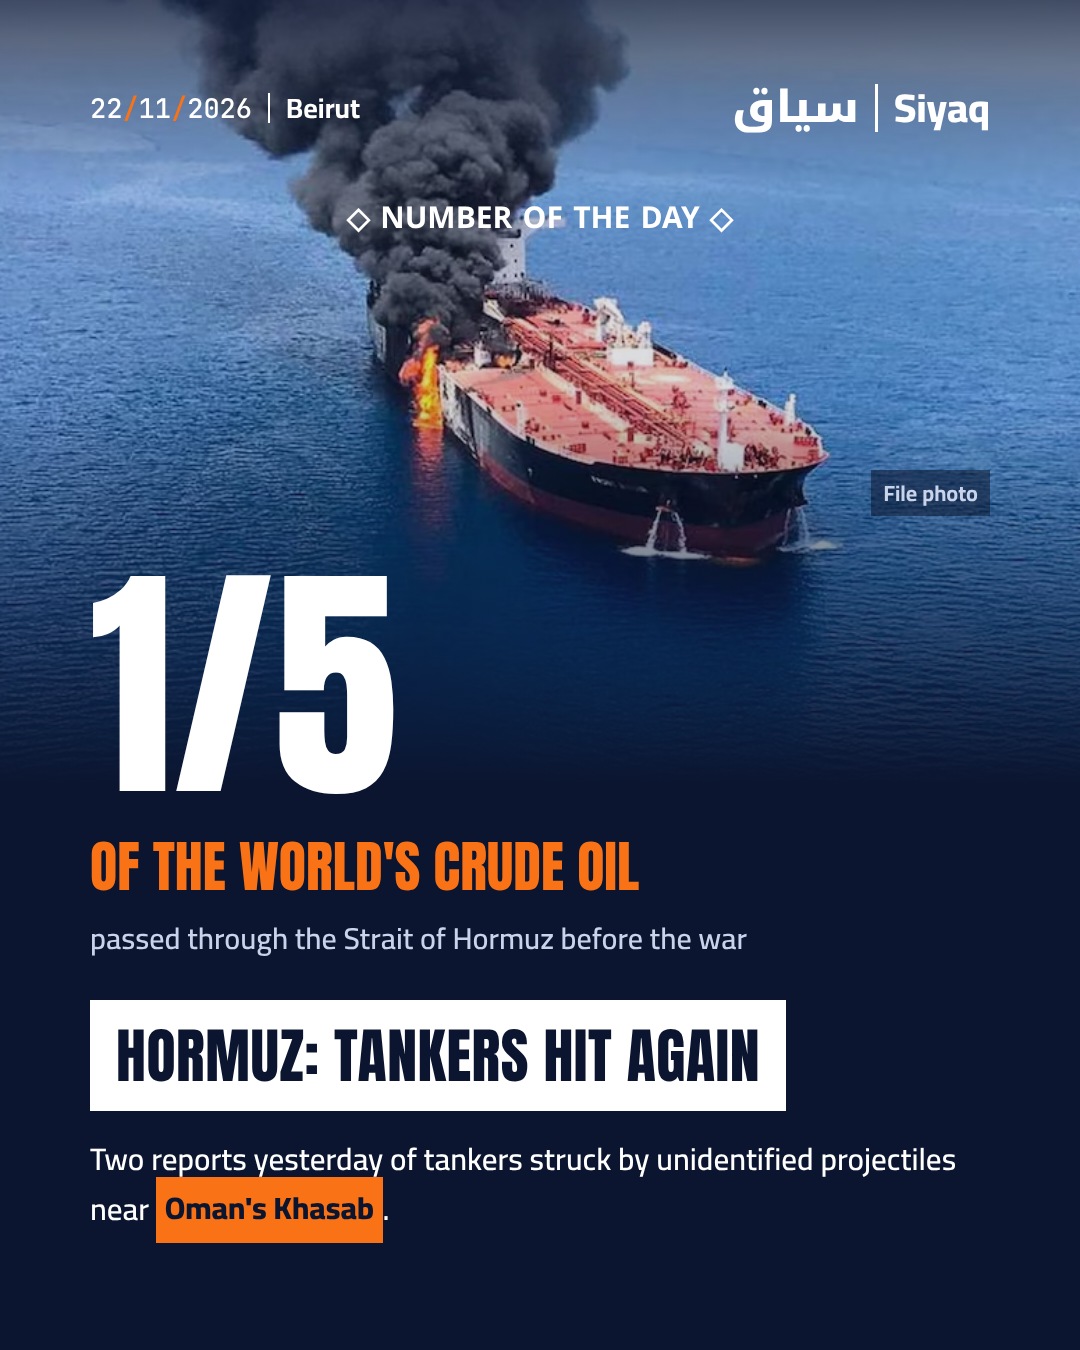 22/11/2026 | Beirut
سياق | Siyaq
◇ NUMBER OF THE DAY ◇
File photo
1/5
OF THE WORLD'S CRUDE OIL
passed through the Strait of Hormuz before the war
HORMUZ: TANKERS HIT AGAIN
Two reports yesterday of tankers struck by unidentified projectiles
near Oman's Khasab.